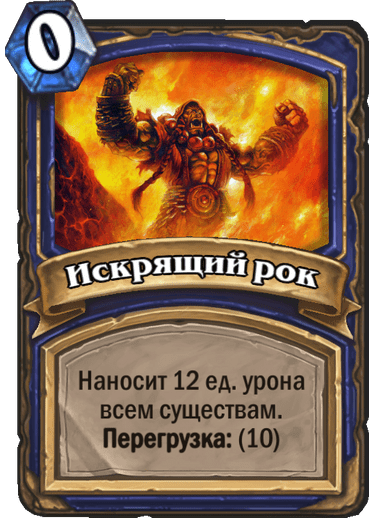 0
Искрящий рок
Наносит 12 ед. урона
всем существам.
Перегрузка: (10)